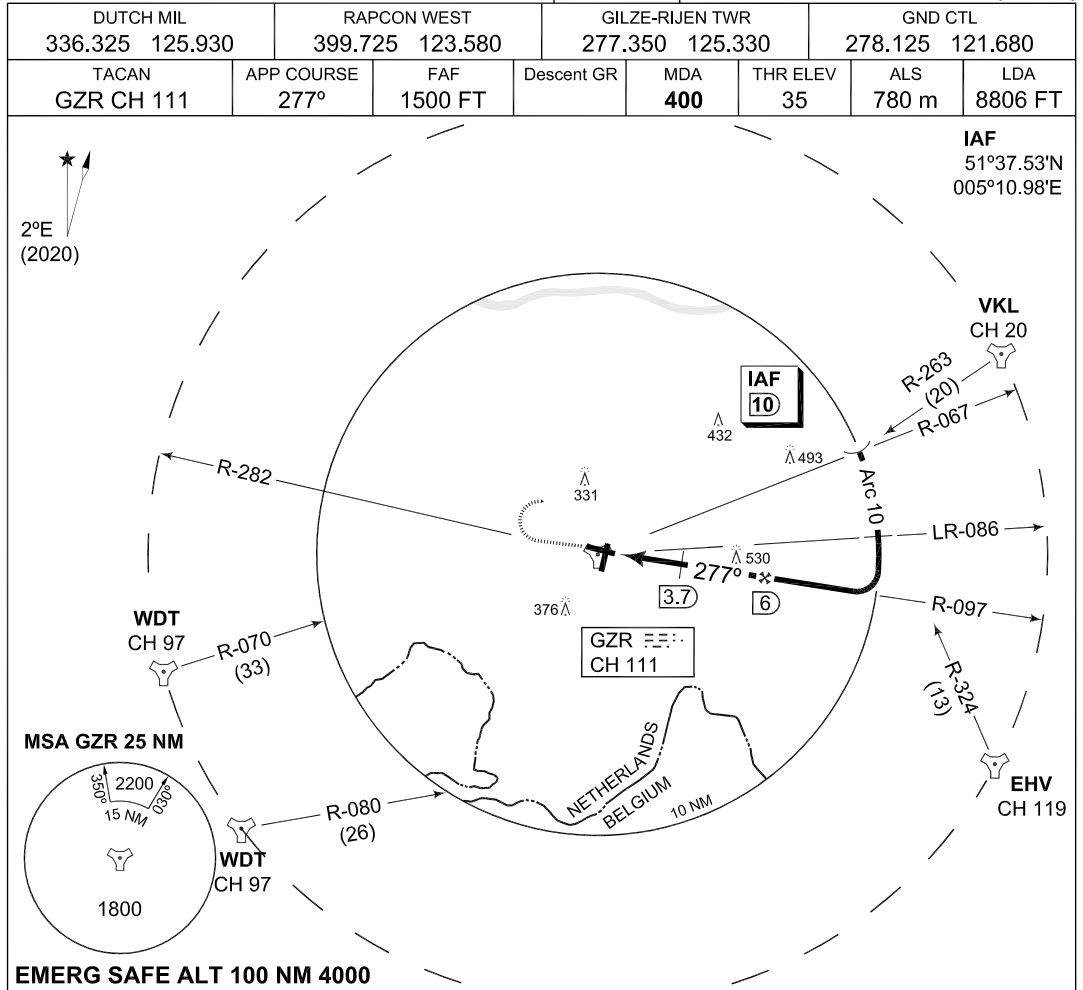 DUTCH MIL
336.325 125.930
RAPCON WEST
399.725 123.580
GILZE-RIJEN TWR
277.350 125.330
GND CTL
278.125 121.680
TACAN
GZR CH 111
APP COURSE
277º
FAF
1500 FT
Descent GR
MDA
400
THR ELEV
35
ALS
780 m
LDA
8806 FT
IAF
51º37.53'N
005º10.98'E
2ºE
(2020)
VKL
CH 20
R-263
(20)
R-067
IAF
10
432
493
R-282
331
Arc 10
LR-086
530
277º
3.7
6
376
R-097
WDT
CH 97
R-070
(33)
GZR
CH 111
R-324
(13)
MSA GZR 25 NM
350º
2200
030º
15 NM
1800
NETHERLANDS
BELGIUM
10 NM
EHV
CH 119
R-080
(26)
WDT
CH 97
EMERG SAFE ALT 100 NM 4000